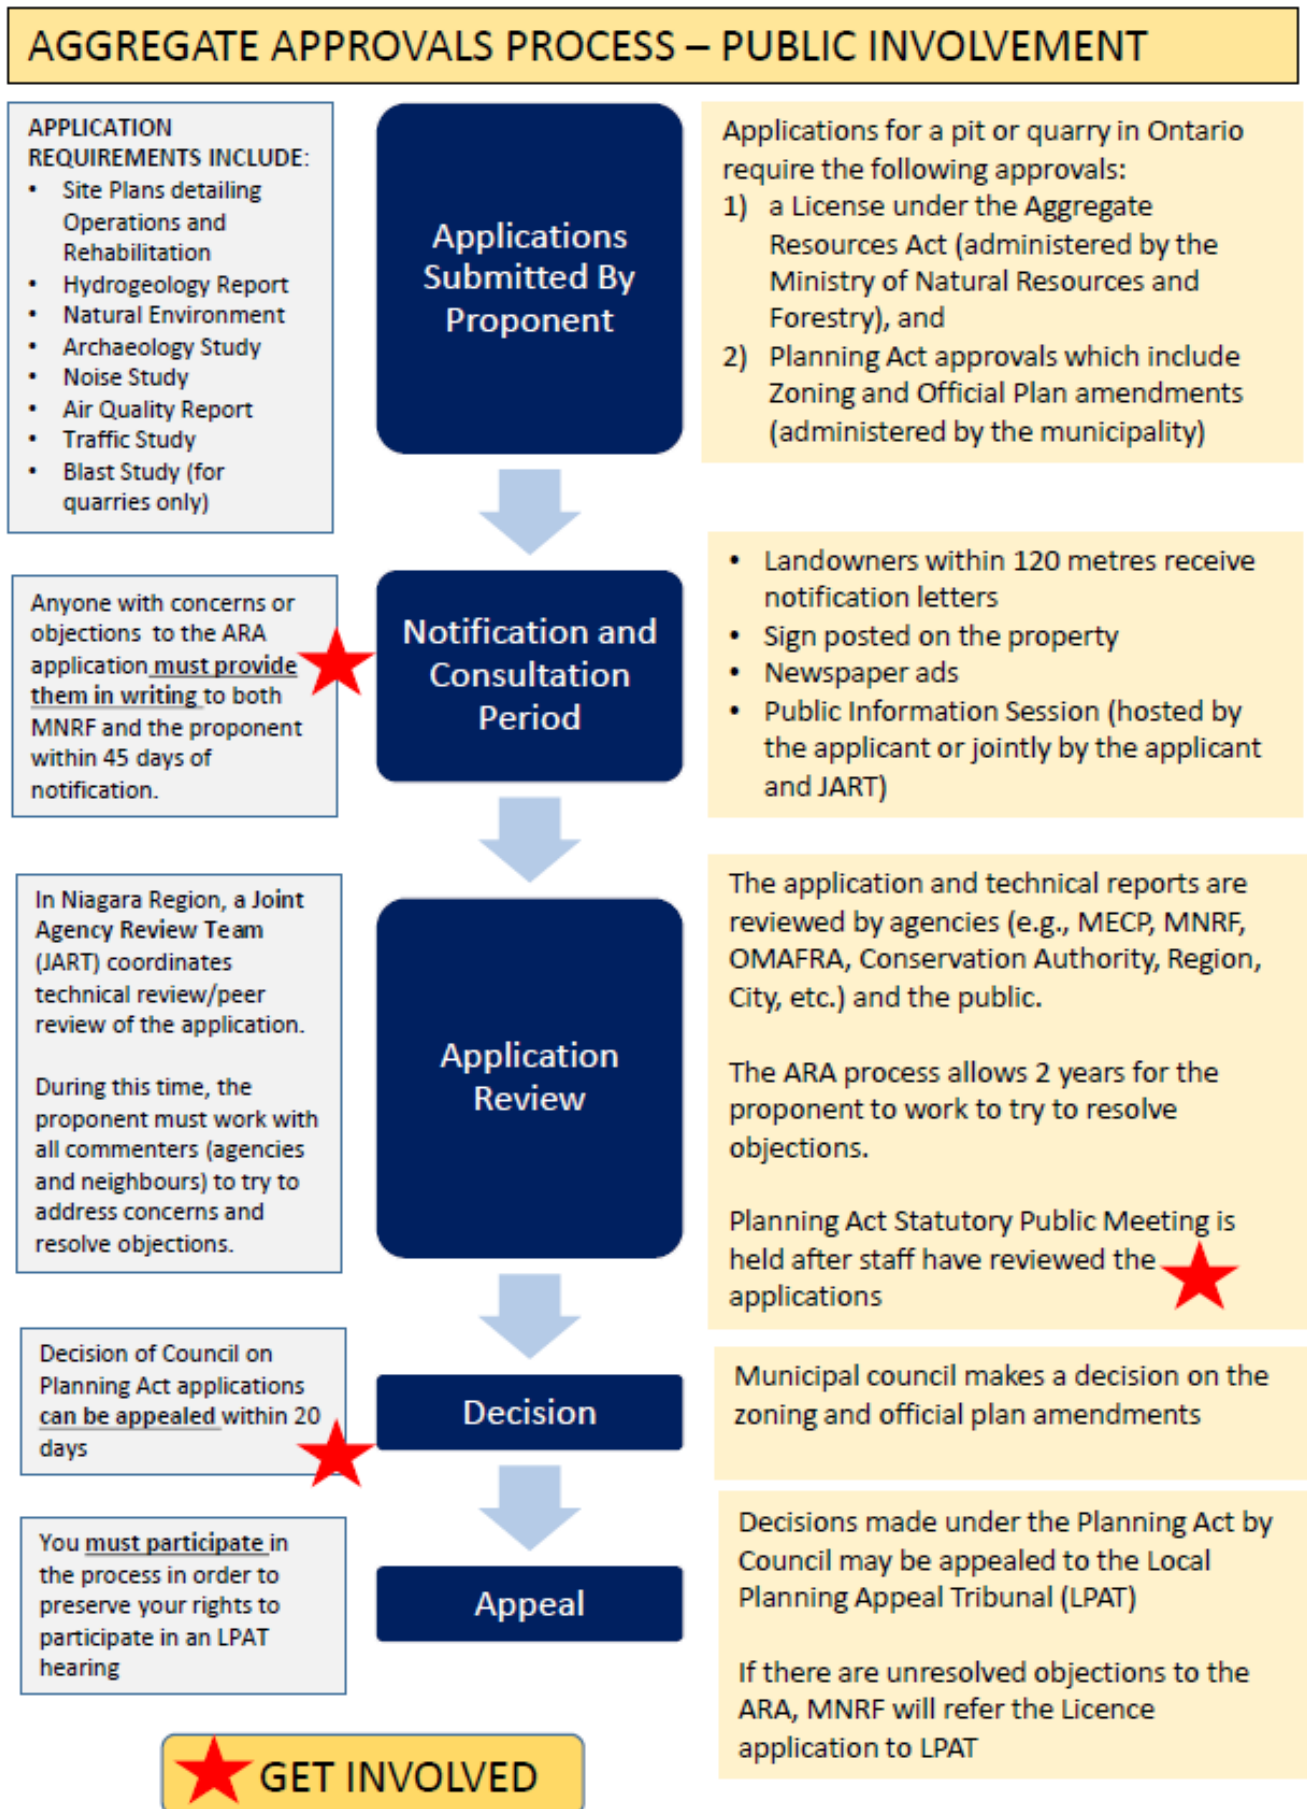 AGGREGATE APPROVALS PROCESS – PUBLIC INVOLVEMENT
APPLICATION
REQUIREMENTS INCLUDE:
• Site Plans detailing
Operations and
Rehabilitation
• Hydrogeology Report
• Natural Environment
• Archaeology Study
• Noise Study
• Air Quality Report
• Traffic Study
• Blast Study (for
quarries only)
Applications
Submitted By
Proponent
Applications for a pit or quarry in Ontario
require the following approvals:
1) a License under the Aggregate
Resources Act (administered by the
Ministry of Natural Resources and
Forestry), and
2) Planning Act approvals which include
Zoning and Official Plan amendments
(administered by the municipality)
Anyone with concerns or
objections to the ARA
application must provide
them in writing to both
MNRF and the proponent
within 45 days of
notification.
Notification and
Consultation
Period
• Landowners within 120 metres receive
notification letters
• Sign posted on the property
• Newspaper ads
• Public Information Session (hosted by
the applicant or jointly by the applicant
and JART)
In Niagara Region, a Joint
Agency Review Team
(JART) coordinates
technical review/peer
review of the application.
During this time, the
proponent must work with
all commenters (agencies
and neighbours) to try to
address concerns and
resolve objections.
Application
Review
The application and technical reports are
reviewed by agencies (e.g., MECP, MNRF,
OMAFRA, Conservation Authority, Region,
City, etc.) and the public.
The ARA process allows 2 years for the
proponent to work to try to resolve
objections.
Planning Act Statutory Public Meeting is
held after staff have reviewed the
applications
Decision of Council on
Planning Act applications
can be appealed within 20
days
Decision
Municipal council makes a decision on the
zoning and official plan amendments
You must participate in
the process in order to
preserve your rights to
participate in an LPAT
hearing
Appeal
Decisions made under the Planning Act by
Council may be appealed to the Local
Planning Appeal Tribunal (LPAT)
If there are unresolved objections to the
ARA, MNRF will refer the Licence
application to LPAT
GET INVOLVED